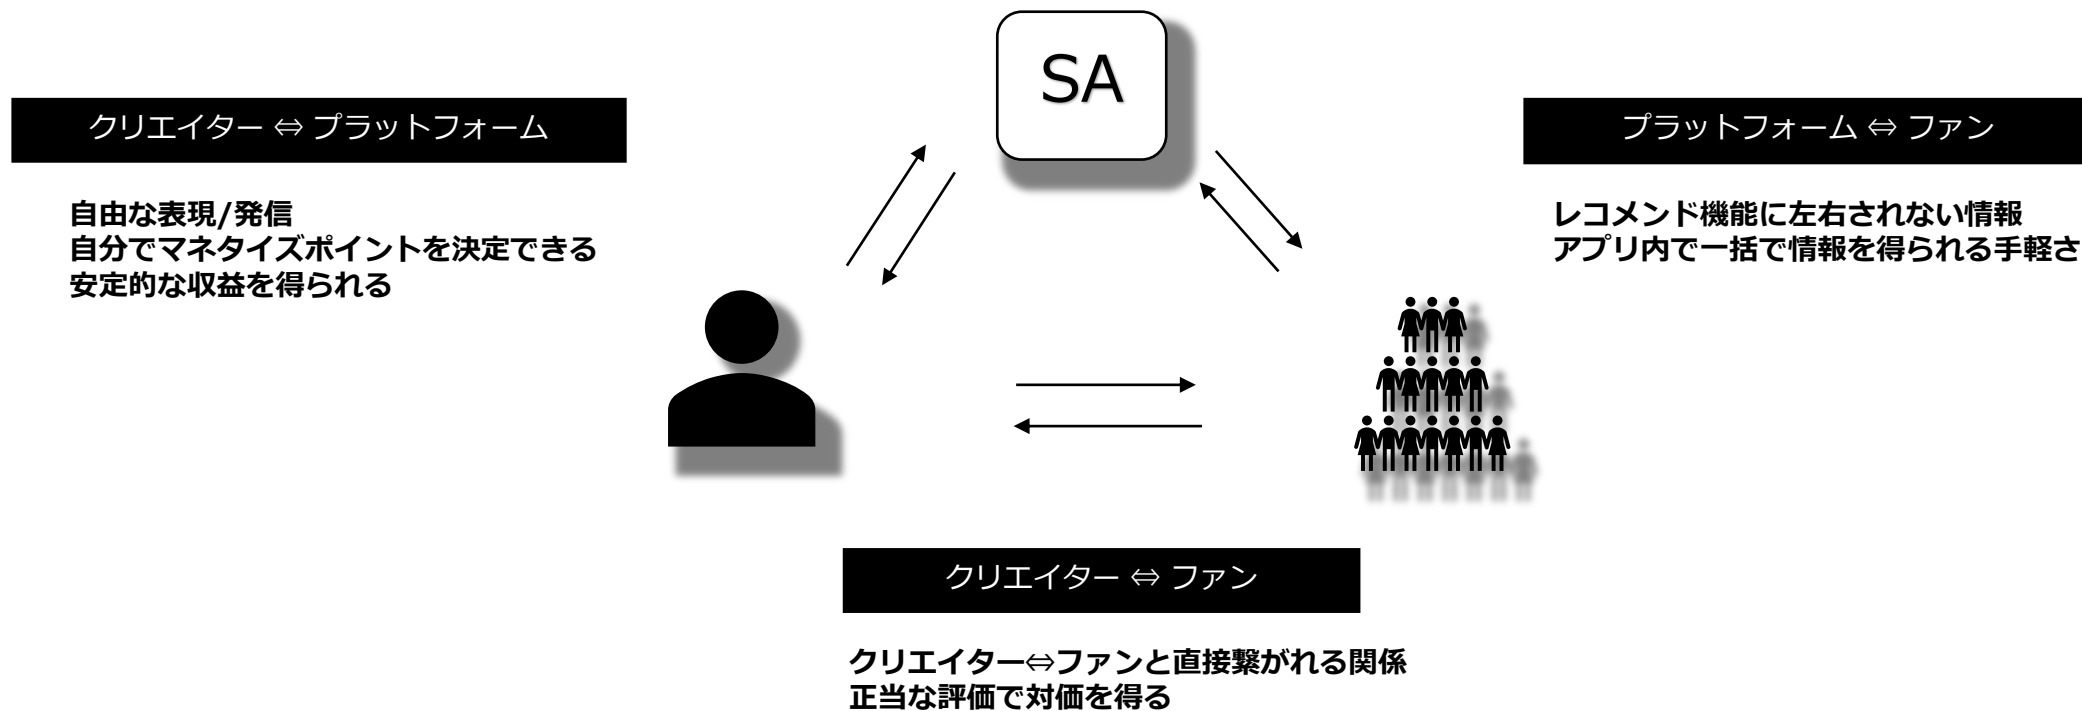 SA
クリエイター ⇔ プラットフォーム
自由な表現/発信
自分でマネタイズポイントを決定できる
安定的な収益を得られる
プラットフォーム ⇔ ファン
レコメンド機能に左右されない情報
アプリ内で一括で情報を得られる手軽さ
クリエイター ⇔ ファン
クリエイター⇔ファンと直接繋がれる関係
正当な評価で対価を得る